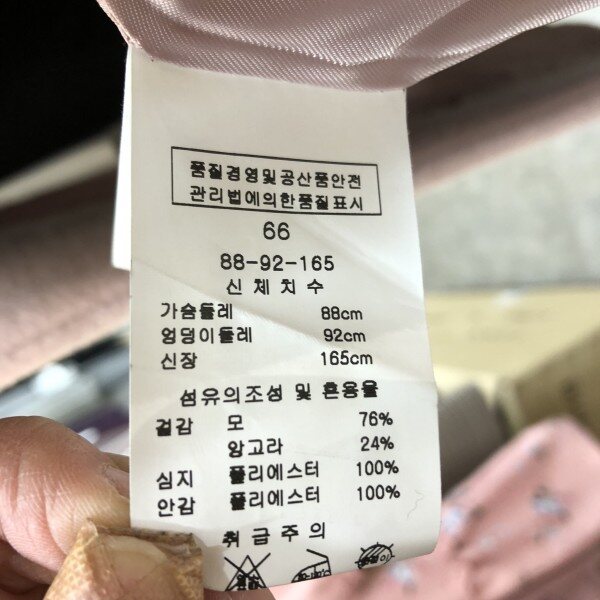 품질경영및공산품안전
관리법에의한품질표시
66
88-92-165
신체치수
가슴둘레 88cm
엉덩이둘레 92cm
신장 165cm
섬유의조성 및 혼용율
겉감 모 76%
앙고라 24%
심지 폴리에스터 100%
안감 폴리에스터 100%
취급주의